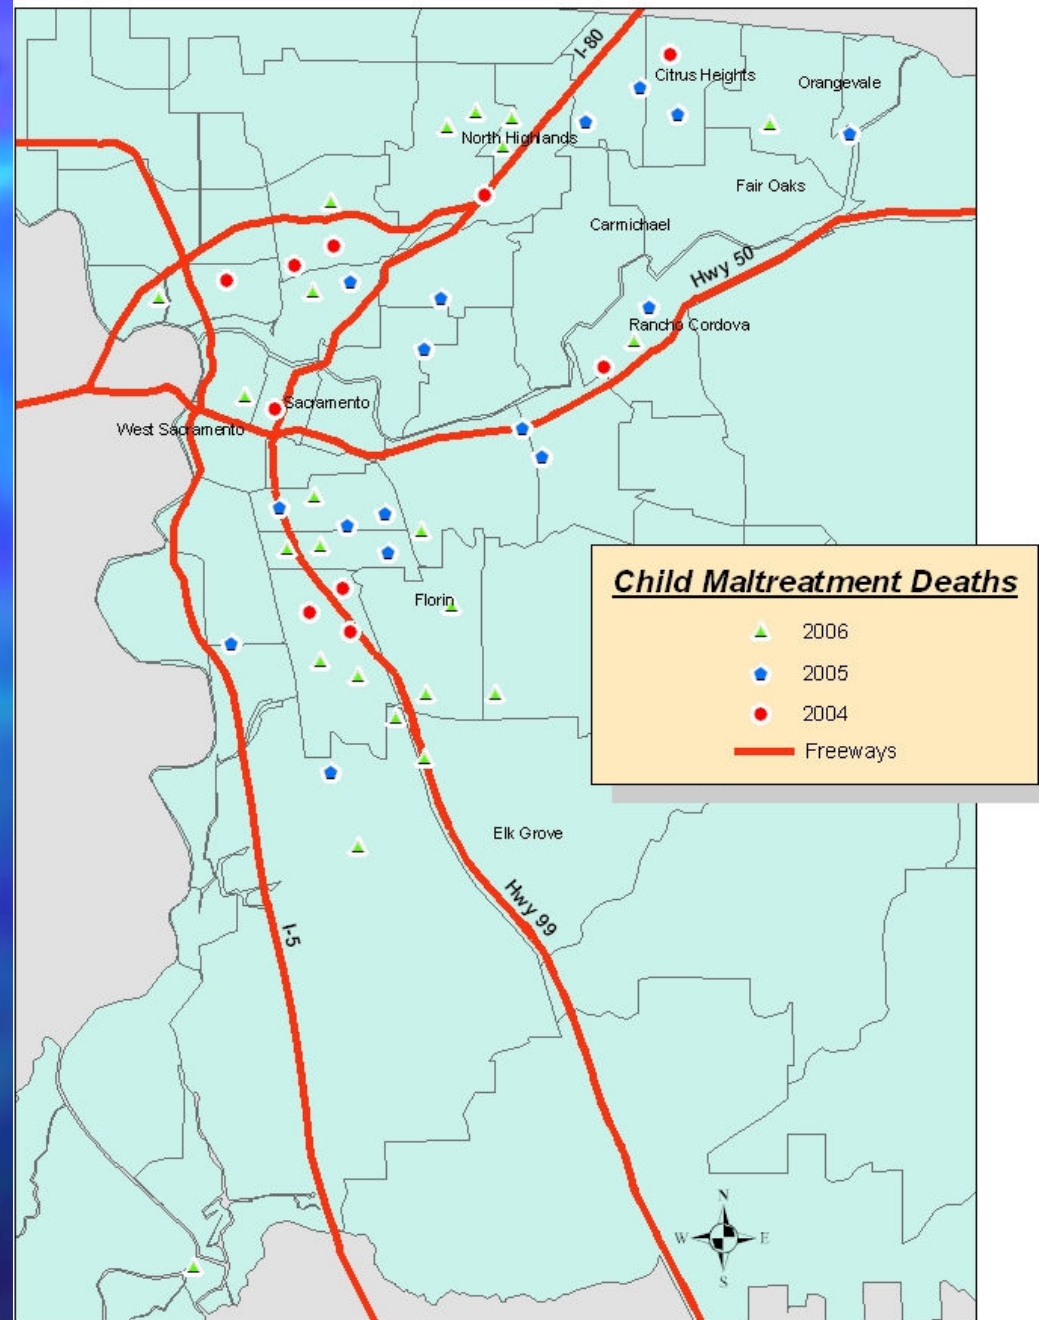 I-80
Citrus Heights
Orangevale
North Highlands
Fair Oaks
Carmichael
Hwy 50
Rancho Cordova
Sacramento
West Sacramento
Child Maltreatment Deaths
2006
2005
2004
Freeways
Florin
Elk Grove
Hwy 99
I-5
N
W E
S